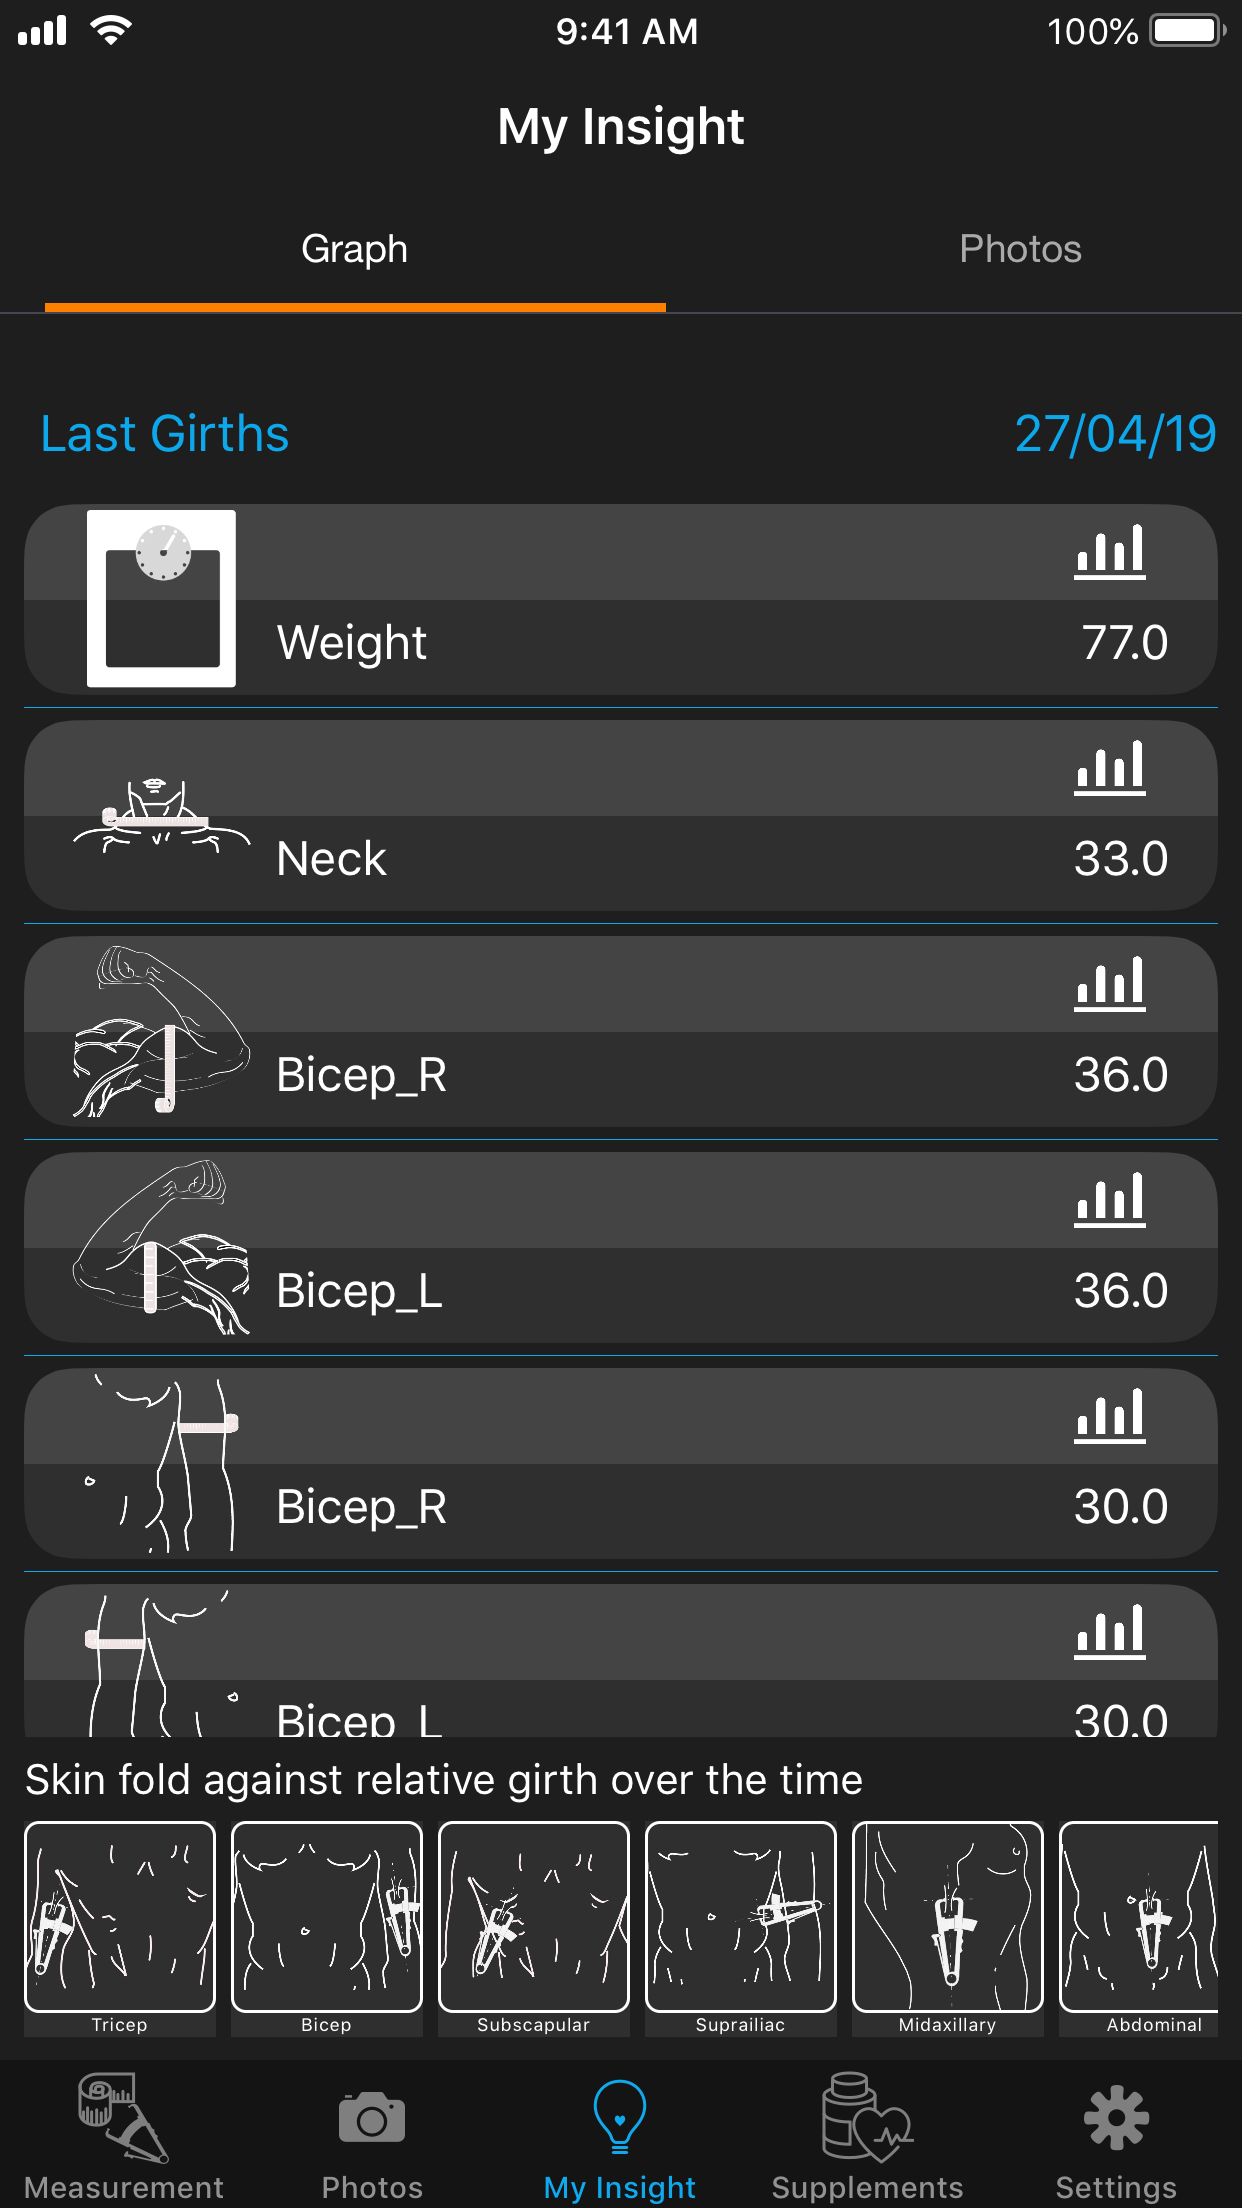 9:41 AM
100%
My Insight
Graph
Photos
Last Girths
27/04/19
Weight
77.0
Neck
33.0
Bicep_R
36.0
Bicep_L
36.0
Bicep_R
30.0
Bicep_L
30.0
Skin fold against relative girth over the time
Tricep
Bicep
Subscapular
Suprailiac
Midaxillary
Abdominal
Measurement
Photos
My Insight
Supplements
Settings